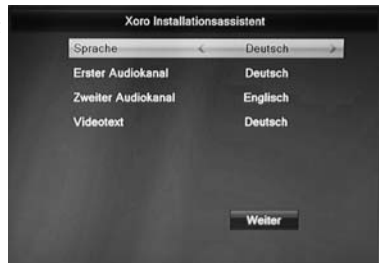 Xoro Installationsassistent
Sprache < Deutsch >
Erster Audiokanal Deutsch
Zweiter Audiokanal Englisch
Videotext Deutsch
Weiter